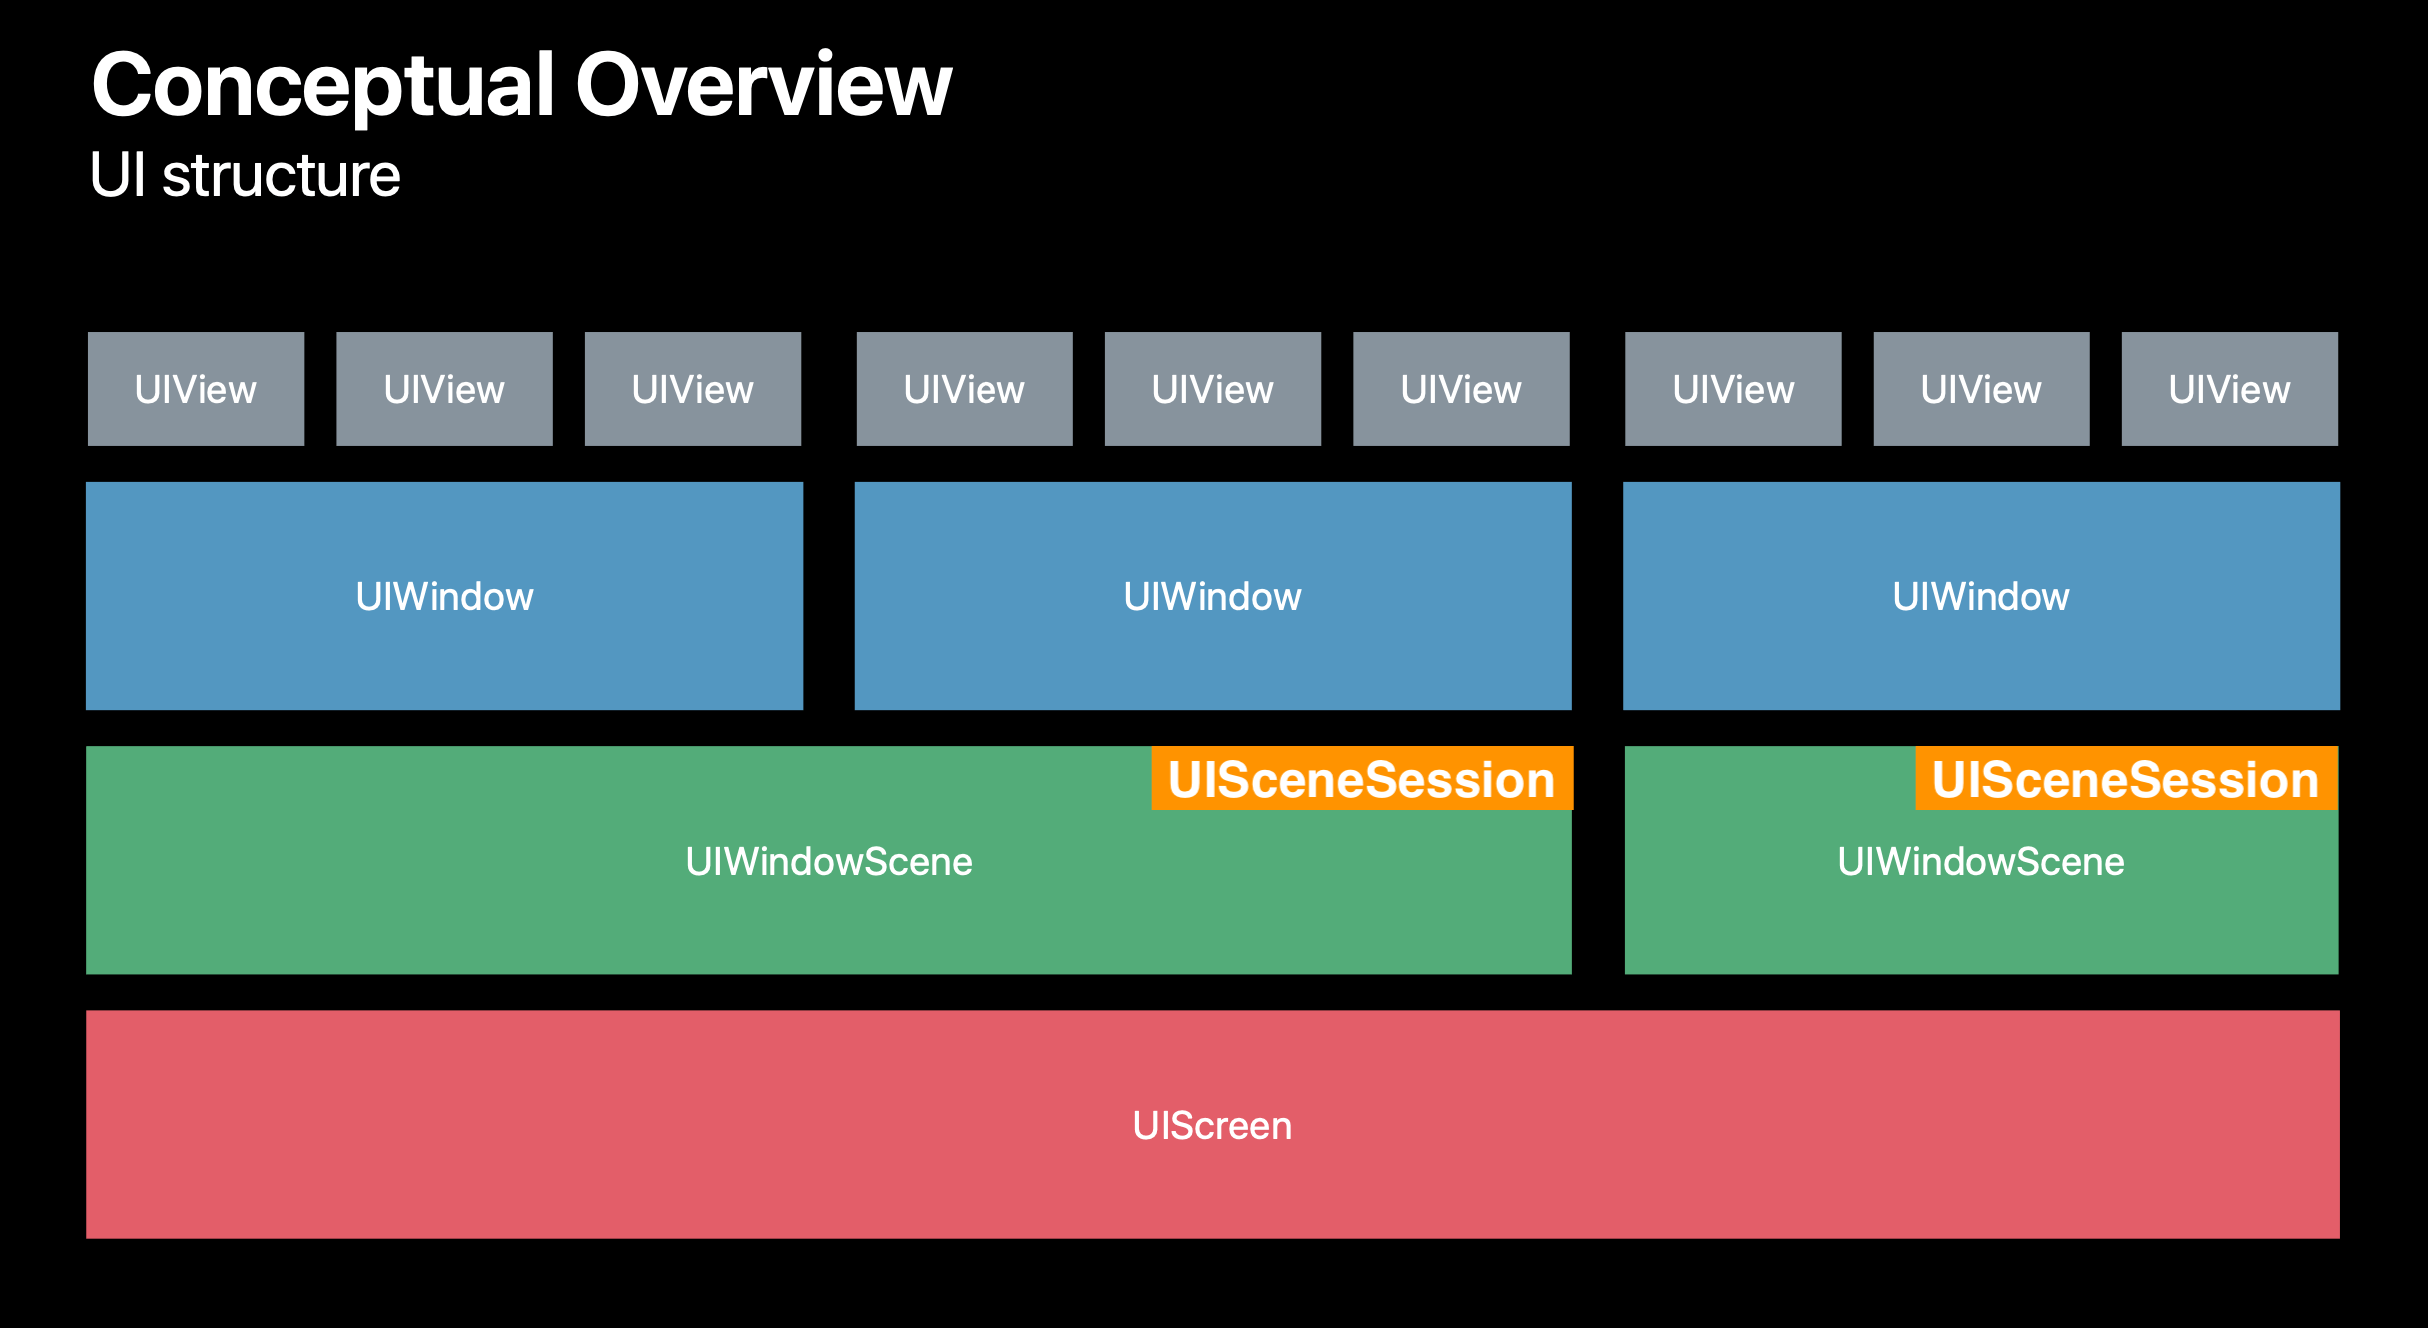 Conceptual Overview
UI structure
UIView UIView UIView UIView UIView UIView UIView UIView UIView
UIWindow UIWindow UIWindow
UISceneSession UISceneSession
UIWindowScene UIWindowScene
UIScreen